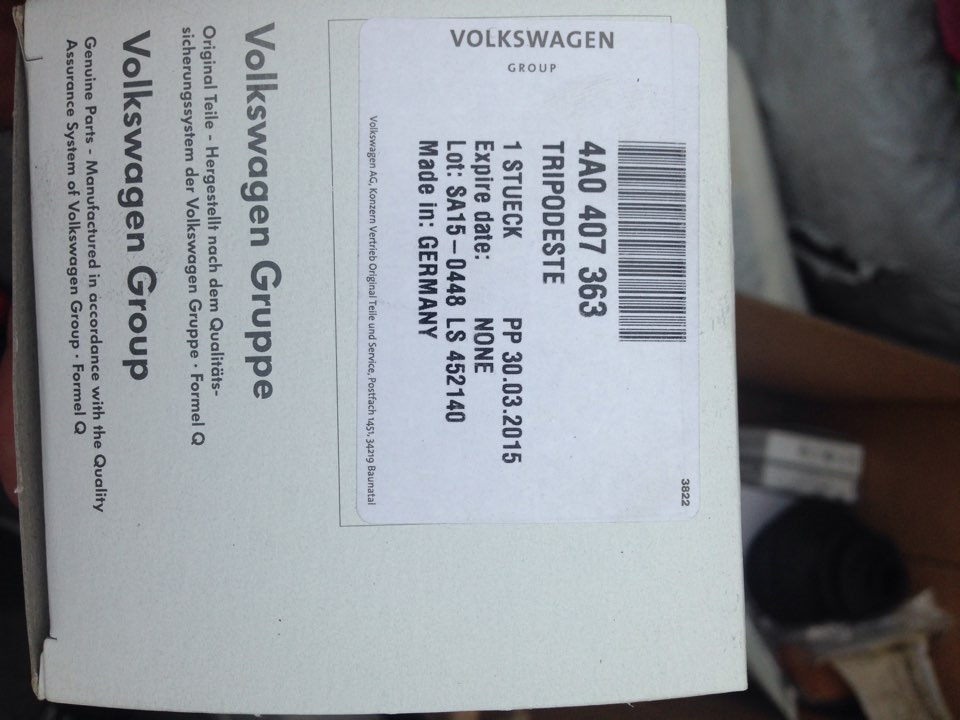 VOLKSWAGEN
GROUP
4A0 407 363
TRIPODESTE
1 STUECK PP 30.03.2015
Expire date: NONE
Lot: SA15-0448 LS 452140
Made in: GERMANY
Volkswagen AG, Konzern Vertrieb Original Teile und Service, Postfach 1451, 34219 Baunatal
3822
Volkswagen Gruppe
Original Teile - Hergestellt nach dem Qualitäts-
sicherungssystem der Volkswagen Gruppe · Formel Q
Volkswagen Group
Genuine Parts - Manufactured in accordance with the Quality
Assurance System of Volkswagen Group · Formel Q